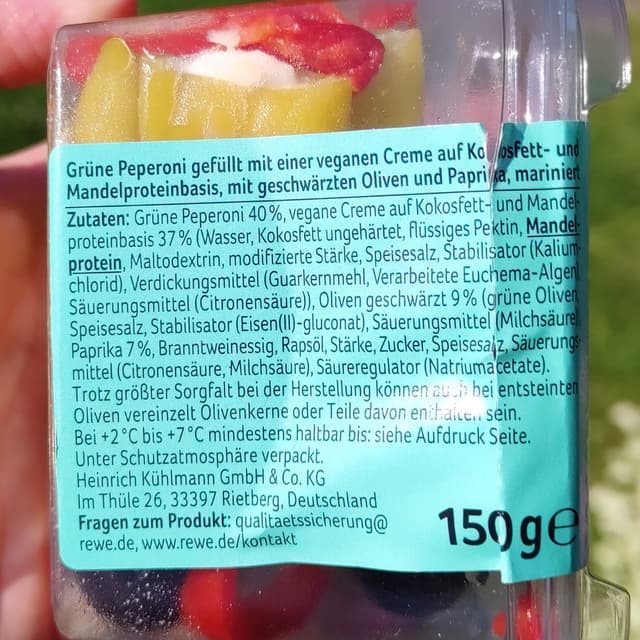 Grüne Peperoni gefüllt mit einer veganen Creme auf Kokosfett- und
Mandelproteinbasis, mit geschwärzten Oliven und Paprika, mariniert
Zutaten: Grüne Peperoni 40%, vegane Creme auf Kokosfett- und Mandel-
proteinbasis 37% (Wasser, Kokosfett ungehärtet, flüssiges Pektin, Mandel-
protein, Maltodextrin, modifizierte Stärke, Speisesalz, Stabilisator (Kalium-
chlorid), Verdickungsmittel (Guarkernmehl, Verarbeitete Euchema-Algen),
Säuerungsmittel (Citronensäure)), Oliven geschwärzt 9% (grüne Oliven,
Speisesalz, Stabilisator (Eisen(II)-gluconat), Säuerungsmittel (Milchsäure)),
Paprika 7%, Branntweinessig, Rapsöl, Stärke, Zucker, Speisesalz, Säuerungs-
mittel (Citronensäure, Milchsäure), Säureregulator (Natriumacetate).
Trotz größter Sorgfalt bei der Herstellung können auch bei entsteinten
Oliven vereinzelt Olivenkerne oder Teile davon enthalten sein.
Bei +2°C bis +7°C mindestens haltbar bis: siehe Aufdruck Seite.
Unter Schutzatmosphäre verpackt.
Heinrich Kühlmann GmbH & Co. KG
Im Thüle 26, 33397 Rietberg, Deutschland
Fragen zum Produkt: qualitaetssicherung@
rewe.de, www.rewe.de/kontakt
150 g e